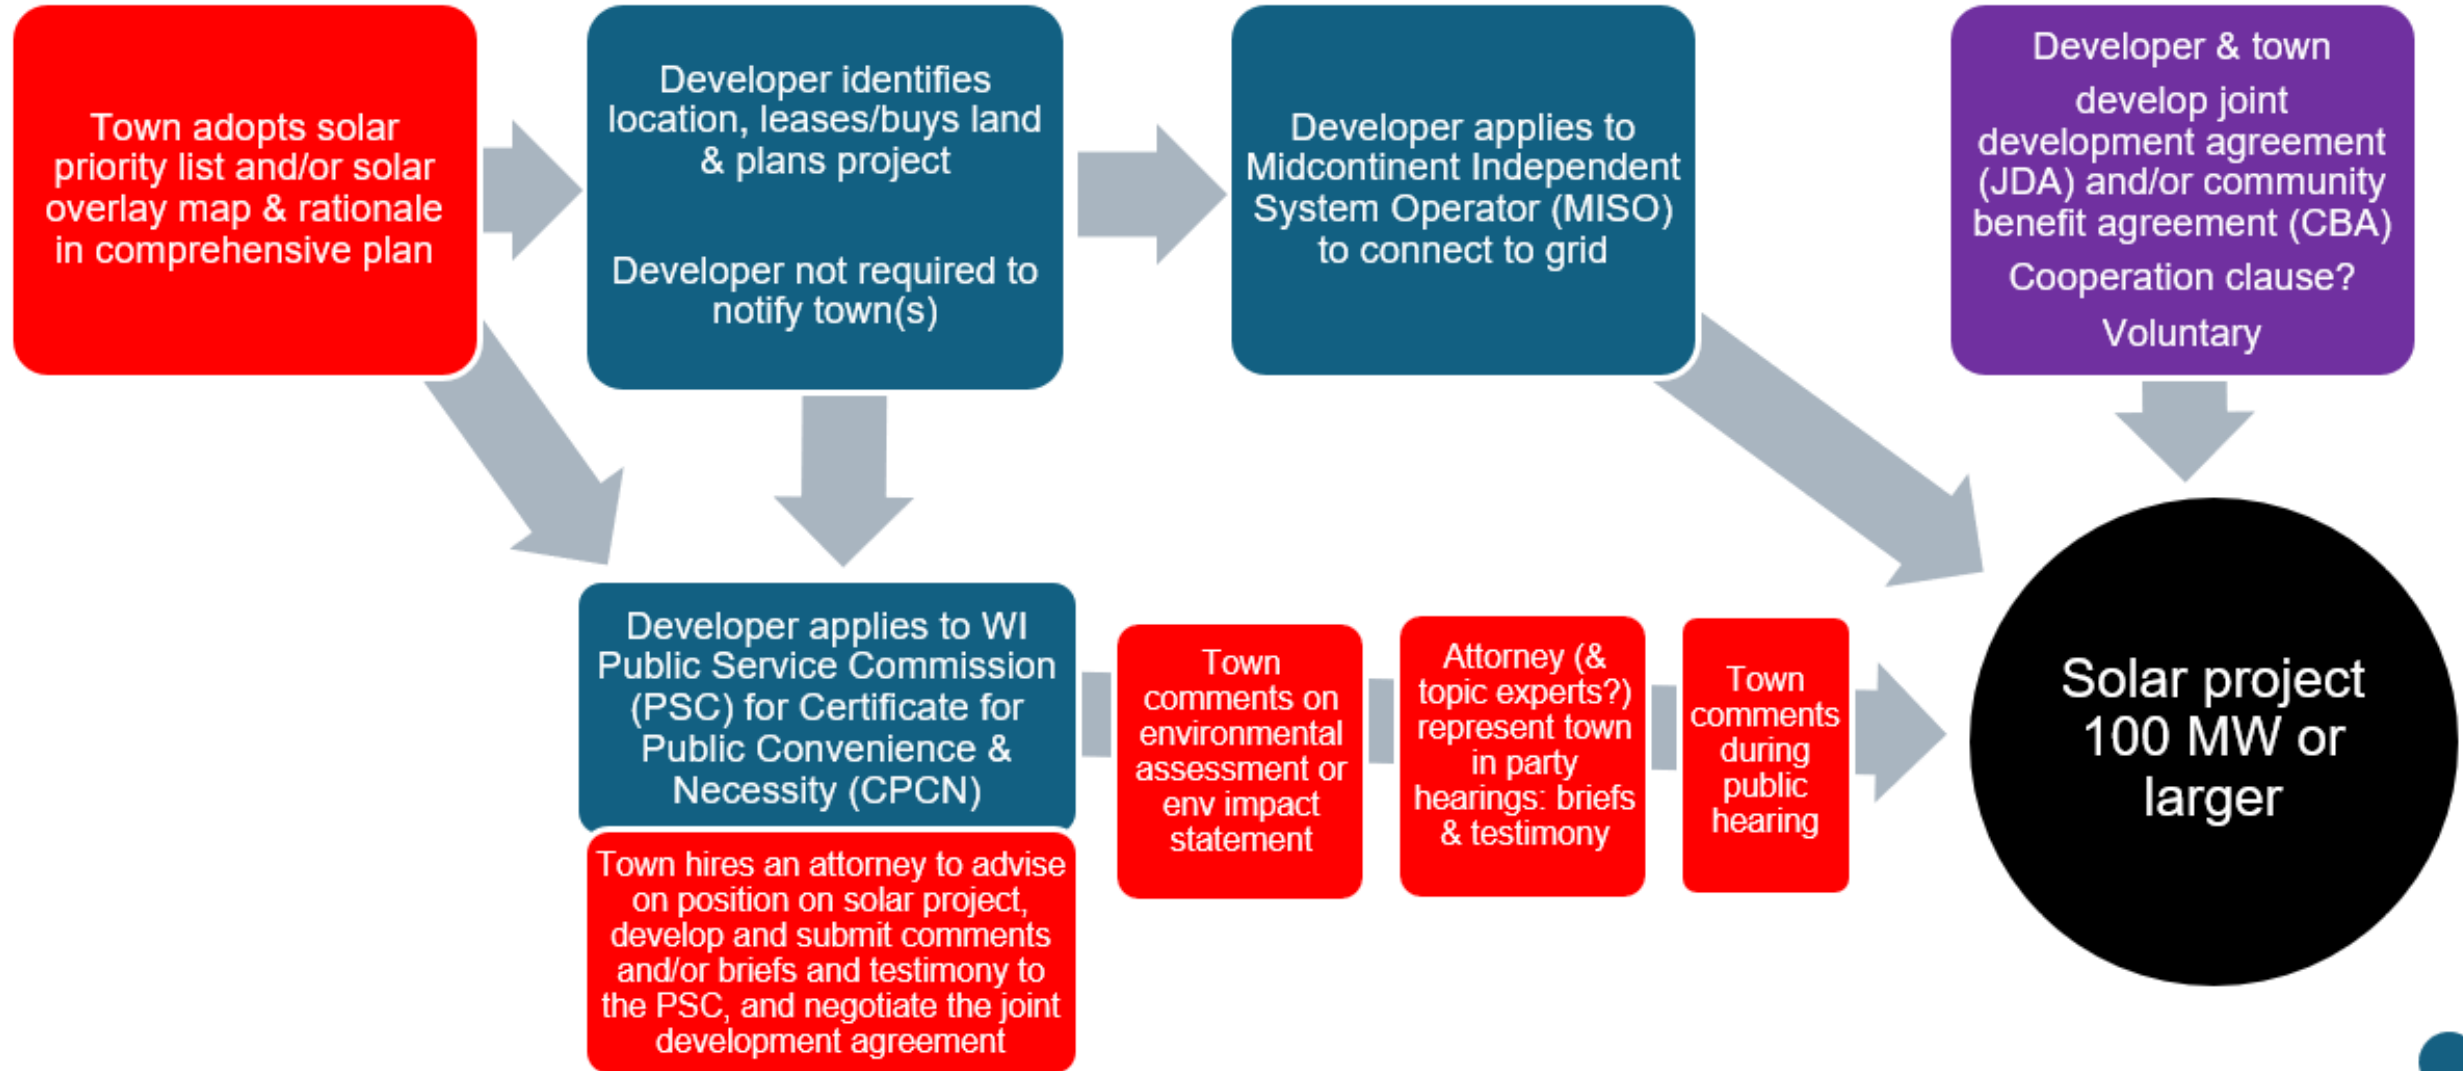 Town adopts solar
priority list and/or solar
overlay map & rationale
in comprehensive plan
Developer identifies
location, leases/buys land
& plans project
Developer not required to
notify town(s)
Developer applies to
Midcontinent Independent
System Operator (MISO)
to connect to grid
Developer & town
develop joint
development agreement
(JDA) and/or community
benefit agreement (CBA)
Cooperation clause?
Voluntary
Developer applies to WI
Public Service Commission
(PSC) for Certificate for
Public Convenience &
Necessity (CPCN)
Town hires an attorney to advise
on position on solar project,
develop and submit comments
and/or briefs and testimony to
the PSC, and negotiate the joint
development agreement
Town
comments on
environmental
assessment or
env impact
statement
Attorney (&
topic experts?)
represent town
in party
hearings: briefs
& testimony
Town
comments
during
public
hearing
Solar project
100 MW or
larger